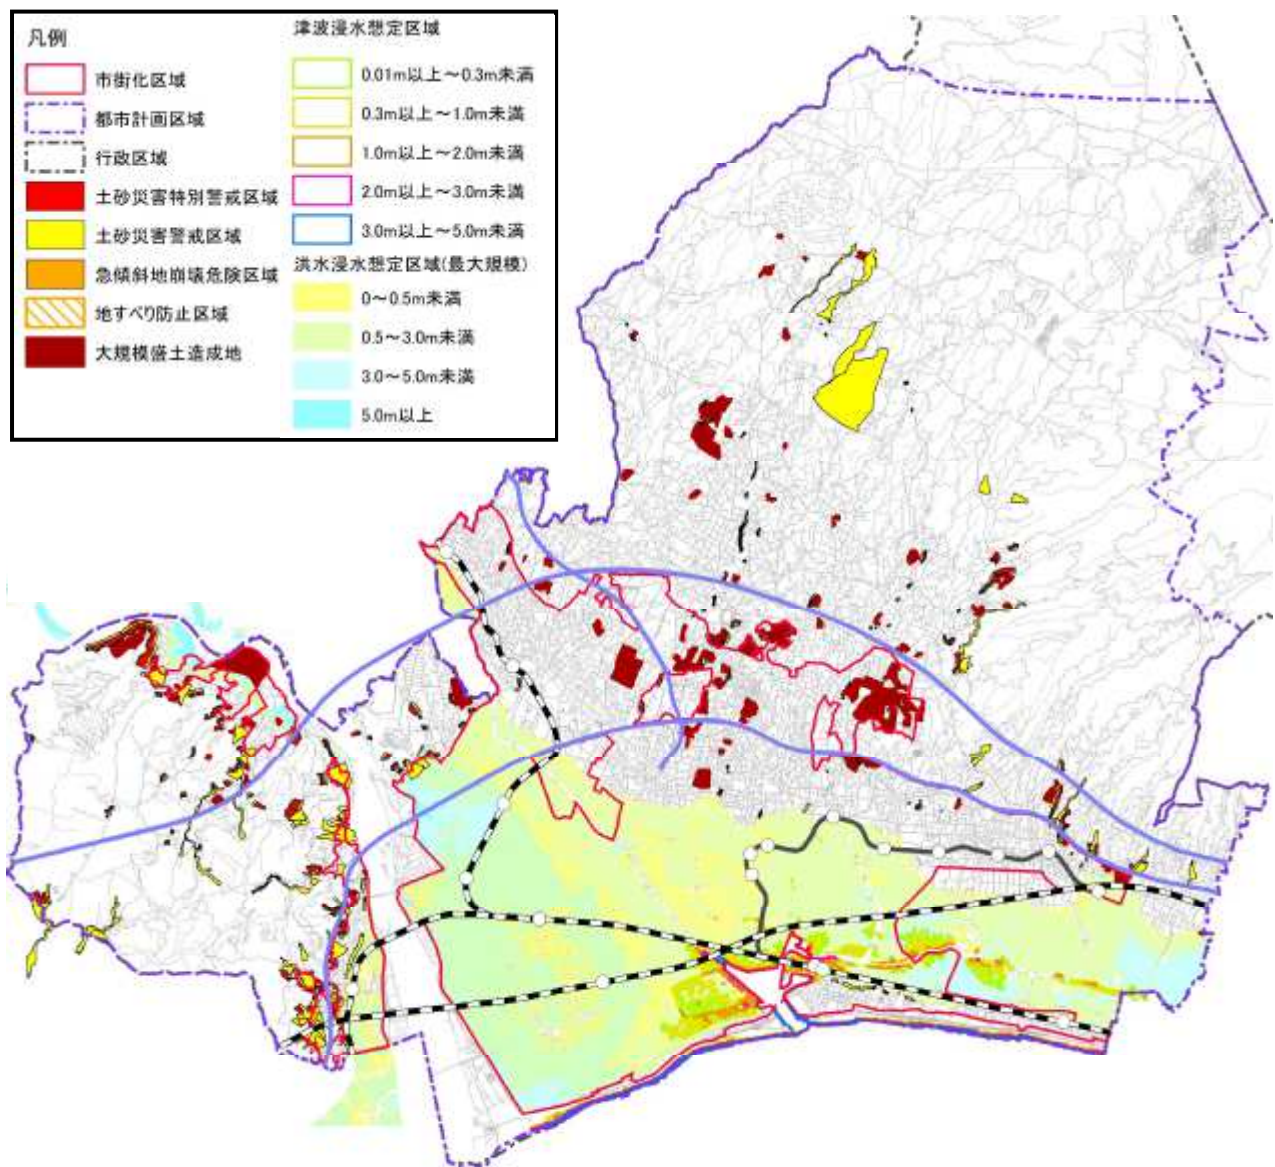 凡例
市街化区域
都市計画区域
行政区域
土砂災害特別警戒区域
土砂災害警戒区域
急傾斜地崩壊危険区域
地すべり防止区域
大規模盛土造成地
津波浸水想定区域
0.01m以上～0.3m未満
0.3m以上～1.0m未満
1.0m以上～2.0m未満
2.0m以上～3.0m未満
3.0m以上～5.0m未満
洪水浸水想定区域(最大規模)
0～0.5m未満
0.5～3.0m未満
3.0～5.0m未満
5.0m以上